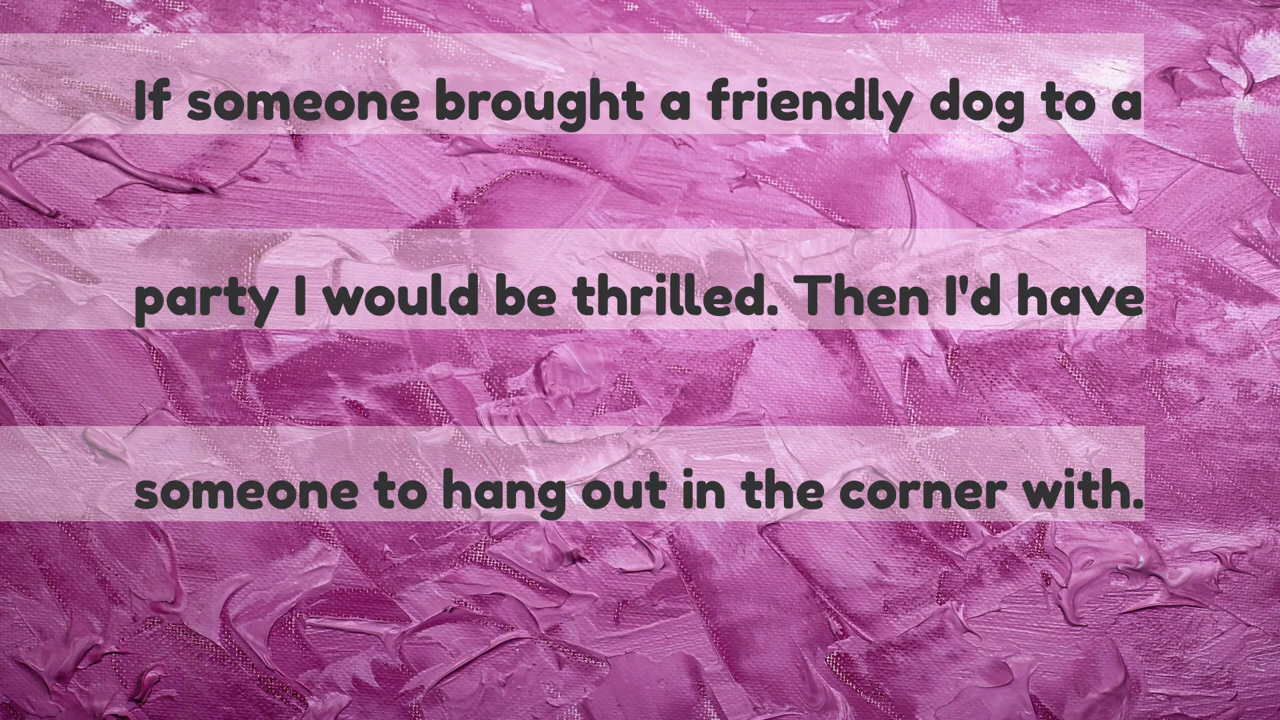 If someone brought a friendly dog to a
party I would be thrilled. Then I'd have
someone to hang out in the corner with.